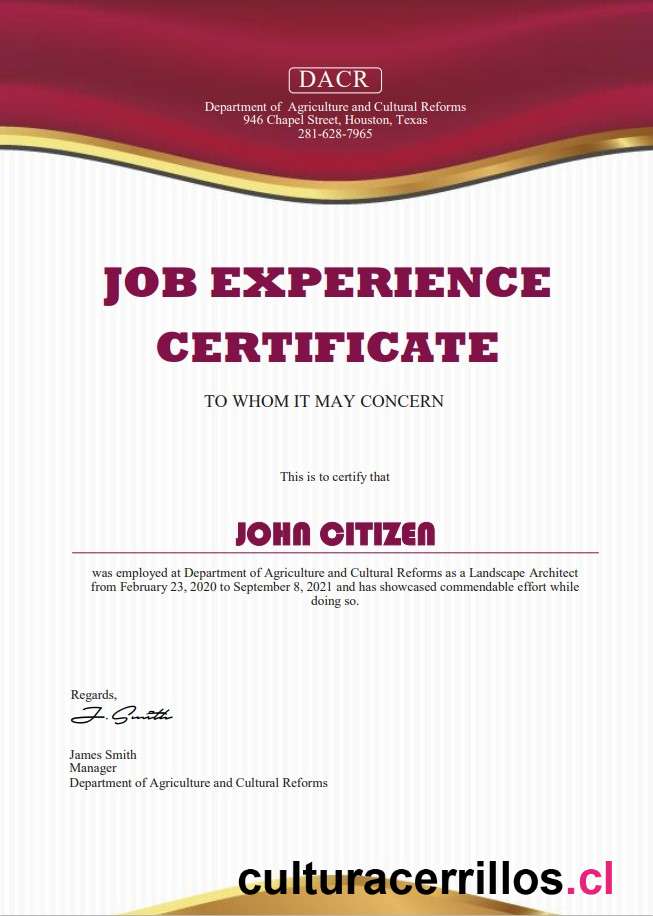 DACR
Department of Agriculture and Cultural Reforms
946 Chapel Street, Houston, Texas
281-628-7965
JOB EXPERIENCE
CERTIFICATE
TO WHOM IT MAY CONCERN
This is to certify that
JOHN CITIZEN
was employed at Department of Agriculture and Cultural Reforms as a Landscape Architect
from February 23, 2020 to September 8, 2021 and has showcased commendable effort while
doing so.
Regards,
J. Smith
James Smith
Manager
Department of Agriculture and Cultural Reforms
culturacerrillos.cl